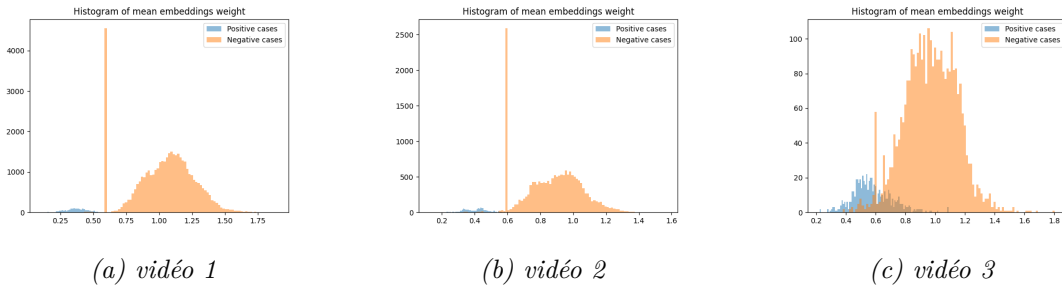 Histogram of mean embeddings weight
Positive cases
Negative cases
4000
3000
2000
1000
0
0.25 0.50 0.75 1.00 1.25 1.50 1.75
(a) vidéo 1
Histogram of mean embeddings weight
Positive cases
Negative cases
2500
2000
1500
1000
500
0
0.2 0.4 0.6 0.8 1.0 1.2 1.4 1.6
(b) vidéo 2
Histogram of mean embeddings weight
Positive cases
Negative cases
100
80
60
40
20
0
0.2 0.4 0.6 0.8 1.0 1.2 1.4 1.6 1.8
(c) vidéo 3